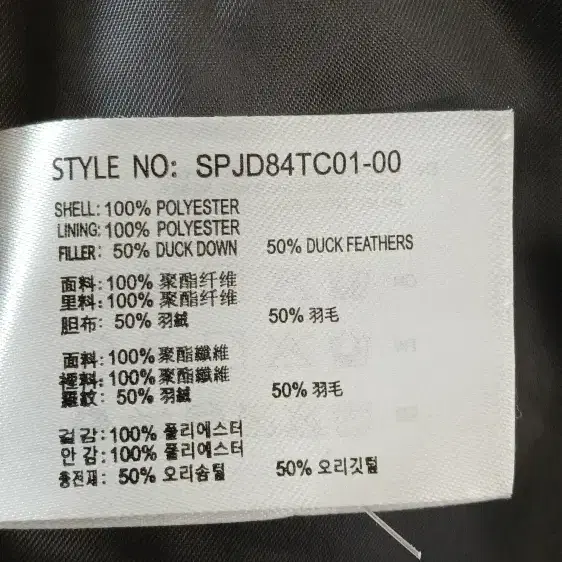 STYLE NO: SPJD84TC01-00
SHELL: 100% POLYESTER
LINING: 100% POLYESTER
FILLER: 50% DUCK DOWN 50% DUCK FEATHERS
面料: 100% 聚酯纤维
里料: 100% 聚酯纤维
胆布: 50% 羽絨 50% 羽毛
面料: 100% 聚酯纖維
裡料: 100% 聚酯纖維
羅紋: 50% 羽絨 50% 羽毛
겉감: 100% 폴리에스터
안감: 100% 폴리에스터
충전재: 50% 오리솜털 50% 오리깃털